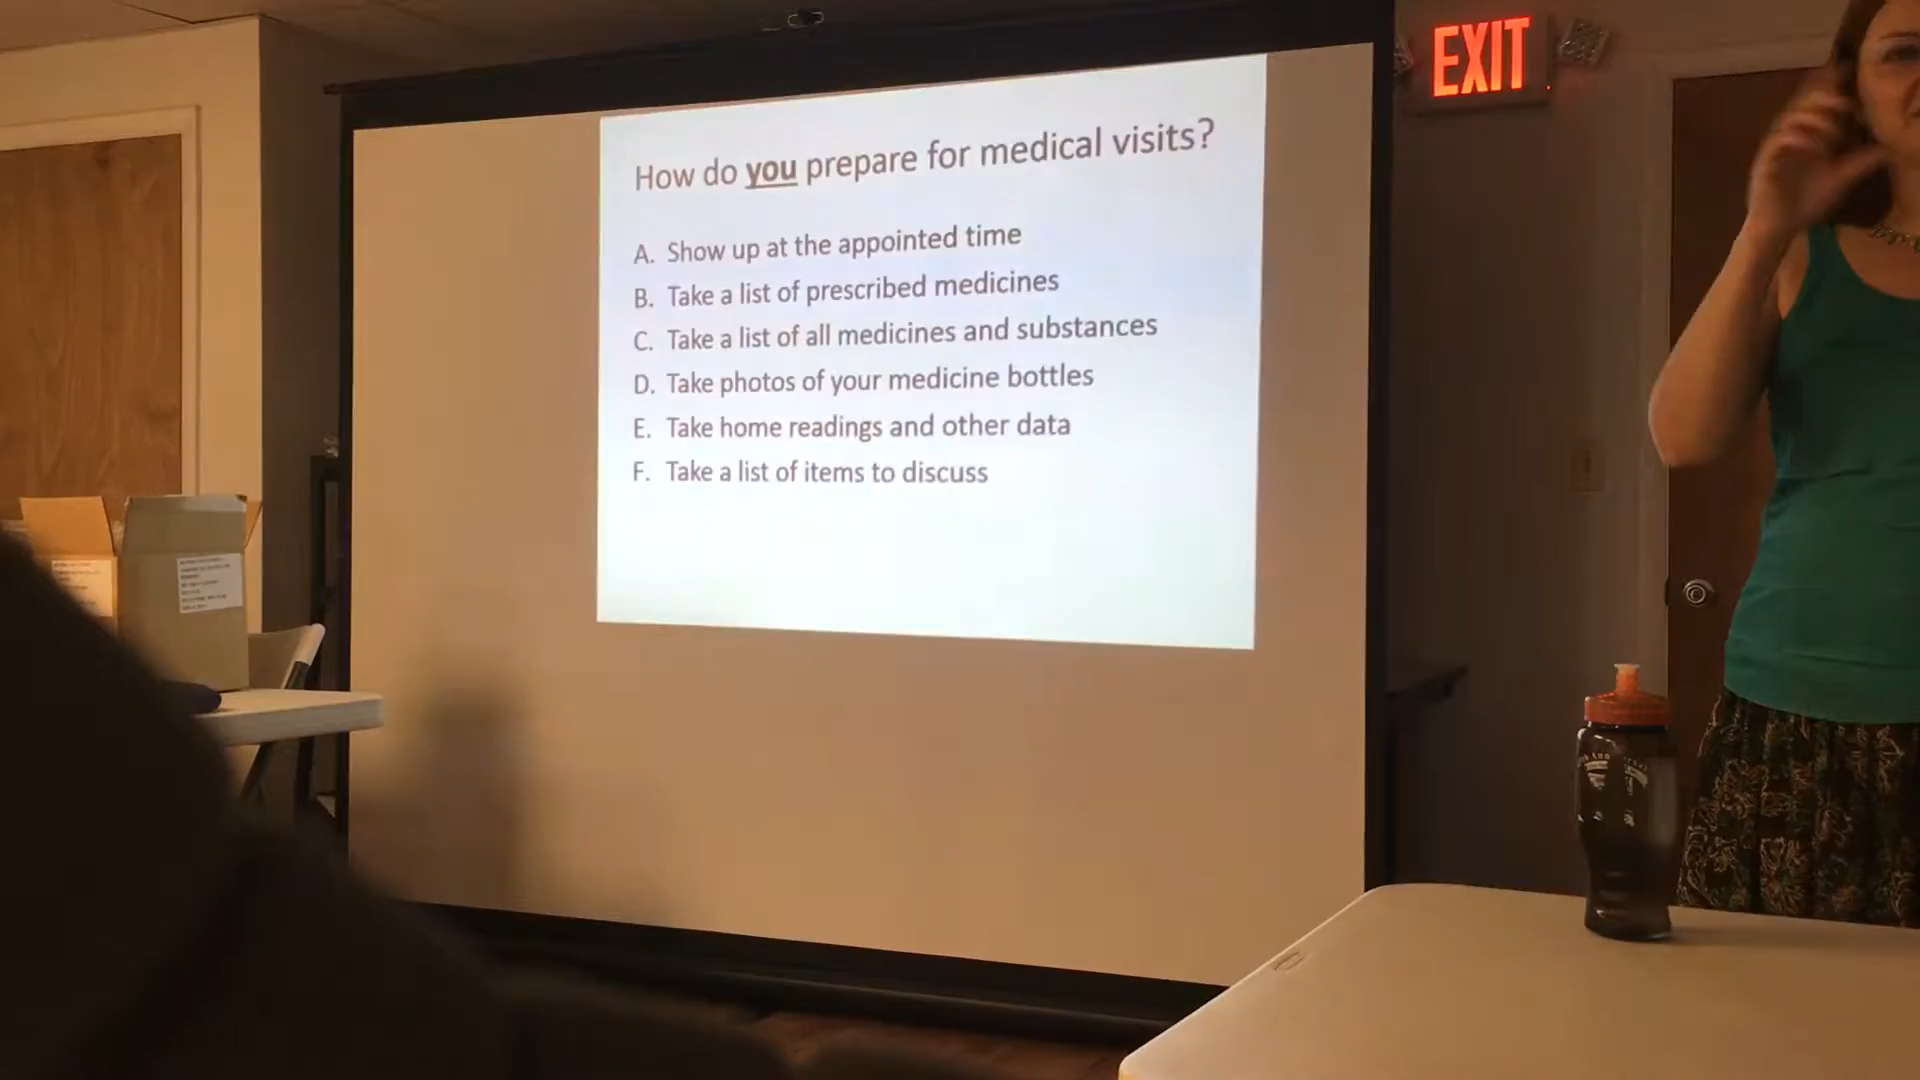 EXIT
How do you prepare for medical visits?
A. Show up at the appointed time
B. Take a list of prescribed medicines
C. Take a list of all medicines and substances
D. Take photos of your medicine bottles
E. Take home readings and other data
F. Take a list of items to discuss